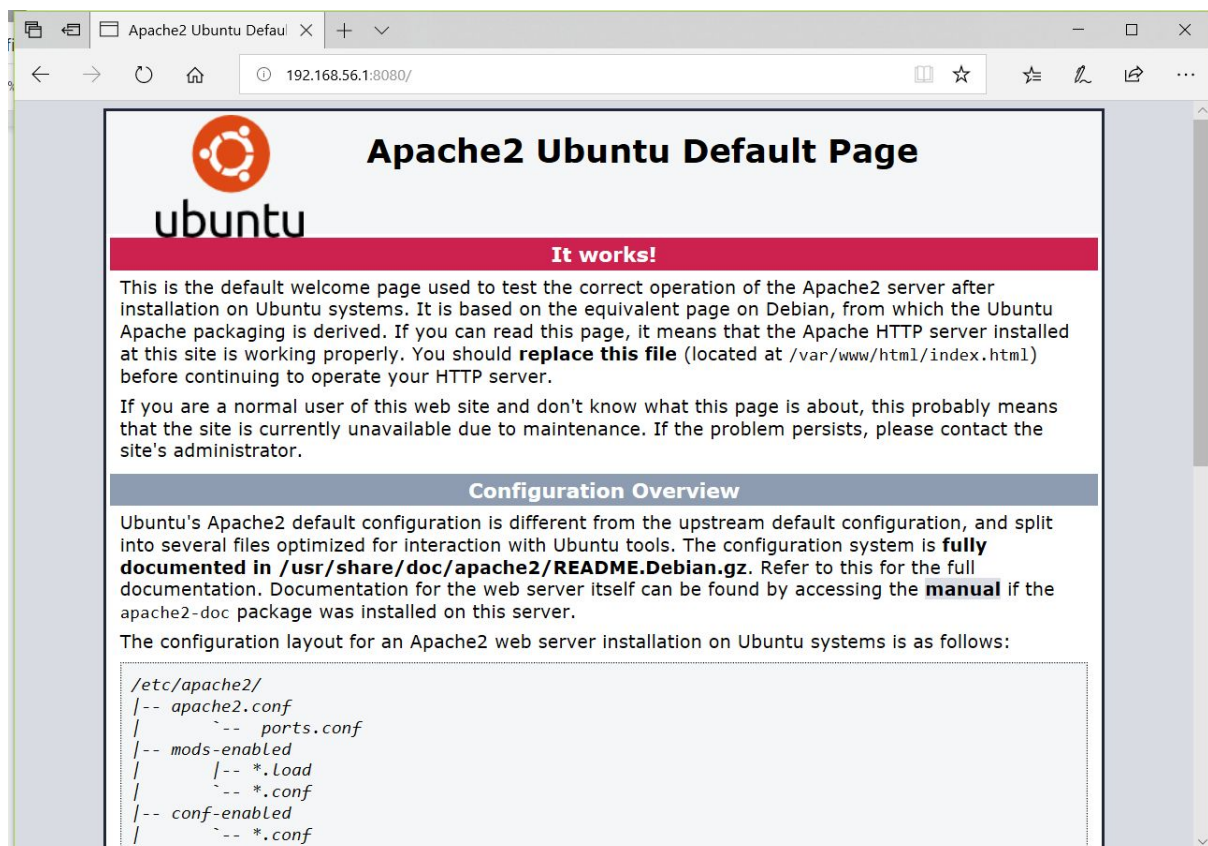 Apache2 Ubuntu Defaul
192.168.56.1:8080/
ubuntu
Apache2 Ubuntu Default Page
It works!
This is the default welcome page used to test the correct operation of the Apache2 server after
installation on Ubuntu systems. It is based on the equivalent page on Debian, from which the Ubuntu
Apache packaging is derived. If you can read this page, it means that the Apache HTTP server installed
at this site is working properly. You should replace this file (located at /var/www/html/index.html)
before continuing to operate your HTTP server.
If you are a normal user of this web site and don't know what this page is about, this probably means
that the site is currently unavailable due to maintenance. If the problem persists, please contact the
site's administrator.
Configuration Overview
Ubuntu's Apache2 default configuration is different from the upstream default configuration, and split
into several files optimized for interaction with Ubuntu tools. The configuration system is fully
documented in /usr/share/doc/apache2/README.Debian.gz. Refer to this for the full
documentation. Documentation for the web server itself can be found by accessing the manual if the
apache2-doc package was installed on this server.
The configuration layout for an Apache2 web server installation on Ubuntu systems is as follows:
/etc/apache2/
|-- apache2.conf
|       `--  ports.conf
|-- mods-enabled
|       |-- *.load
|       `-- *.conf
|-- conf-enabled
|       `-- *.conf